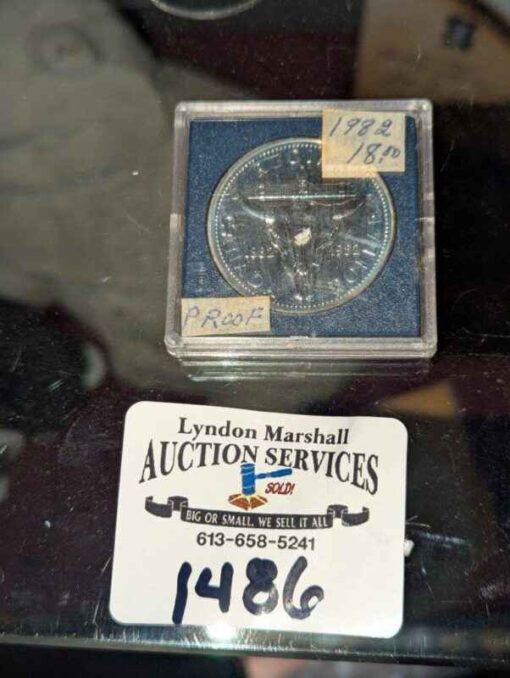 1982
18.00
PROOF
Lyndon Marshall
AUCTION SERVICES
SOLD!
BIG OR SMALL. WE SELL IT ALL
613-658-5241
1486